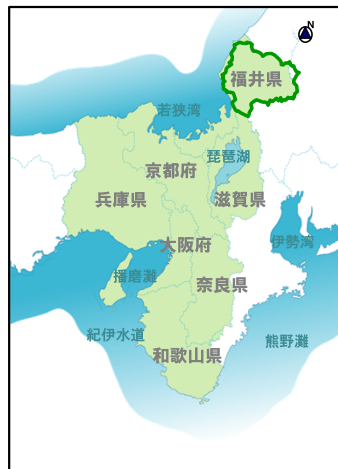 N
福井県
若狭湾
琵琶湖
京都府
兵庫県
滋賀県
大阪府
伊勢湾
播磨灘
奈良県
紀伊水道
熊野灘
和歌山県